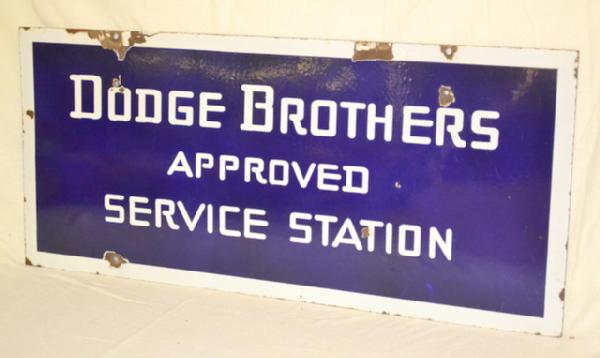 DODGE BROTHERS
APPROVED
SERVICE STATION